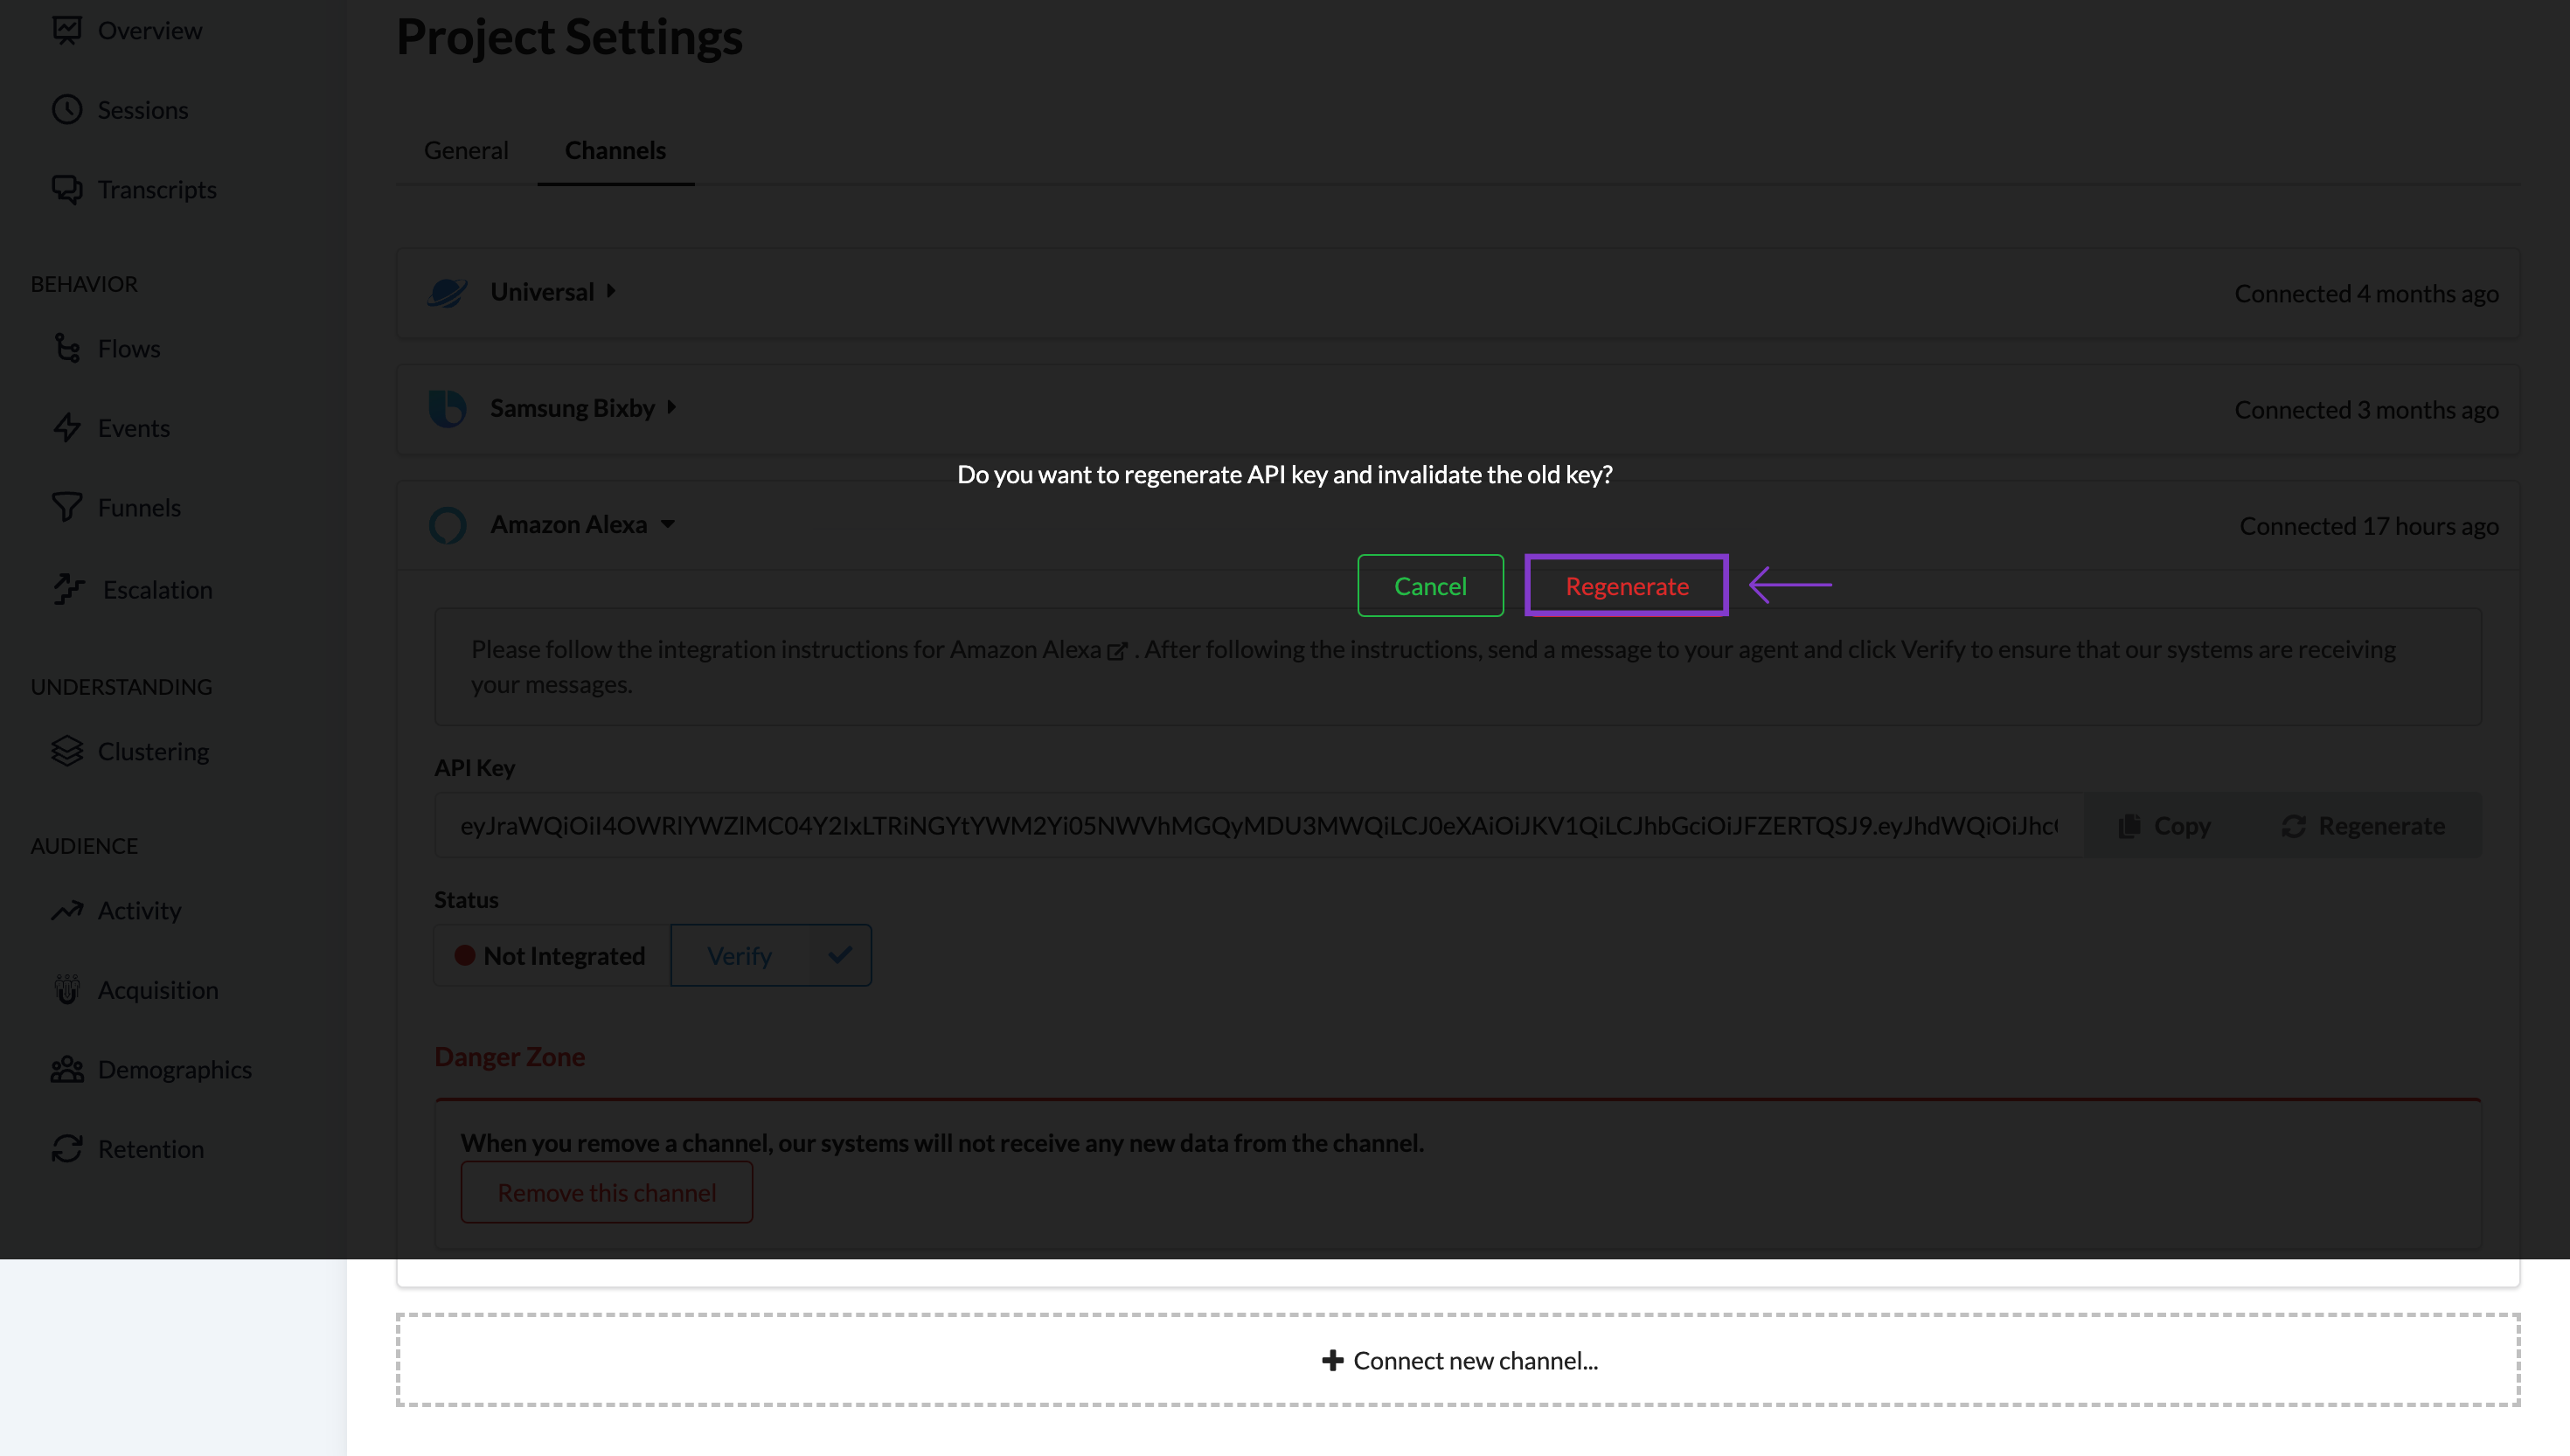 Overview
Sessions
Transcripts
BEHAVIOR
Flows
Events
Funnels
Escalation
UNDERSTANDING
Clustering
AUDIENCE
Activity
Acquisition
Demographics
Retention
Project Settings
General Channels
Universal Connected 4 months ago
Samsung Bixby Connected 3 months ago
Do you want to regenerate API key and invalidate the old key?
Amazon Alexa Connected 17 hours ago
Cancel Regenerate
Please follow the integration instructions for Amazon Alexa . After following the instructions, send a message to your agent and click Verify to ensure that our systems are receiving
your messages.
API Key
eyJraWQiOiI4OWRlYWZlMC04Y2IxLTRiNGYtYWM2Yi05NWVhMGQyMDU3MWQiLCJ0eXAiOiJKV1QiLCJhbGciOiJFZERTQSJ9.eyJhdWQiOiJhc Copy Regenerate
Status
Not Integrated Verify
Danger Zone
When you remove a channel, our systems will not receive any new data from the channel.
Remove this channel
Connect new channel...